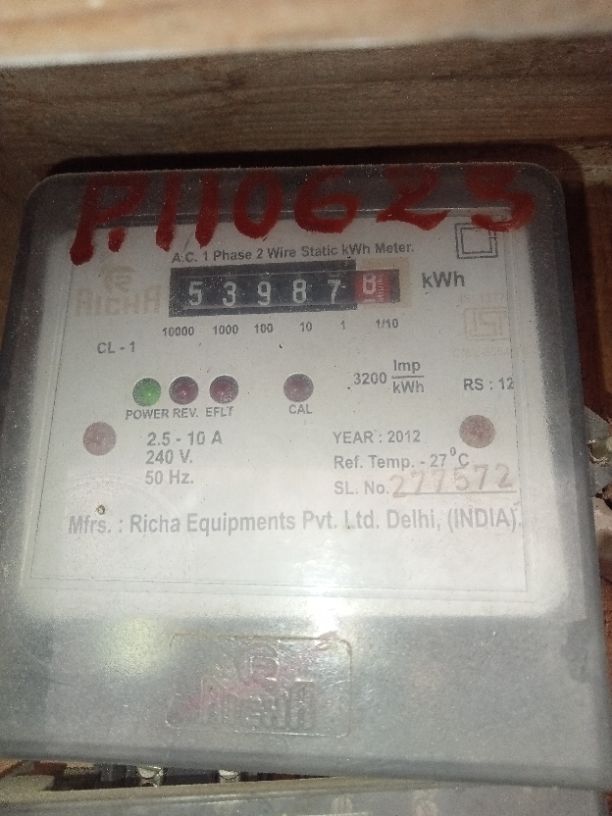 P.110623
A.C. 1 Phase 2 Wire Static kWh Meter.
RICHA
5 3 9 8 7 8 kWh
10000 1000 100 10 1 1/10
CL - 1
3200 Imp/kWh
RS : 12
POWER REV. EFLT CAL
2.5 - 10 A
YEAR : 2012
240 V.
Ref. Temp. - 27°C
50 Hz.
SL. No. 277572
Mfrs. : Richa Equipments Pvt. Ltd. Delhi, (INDIA).